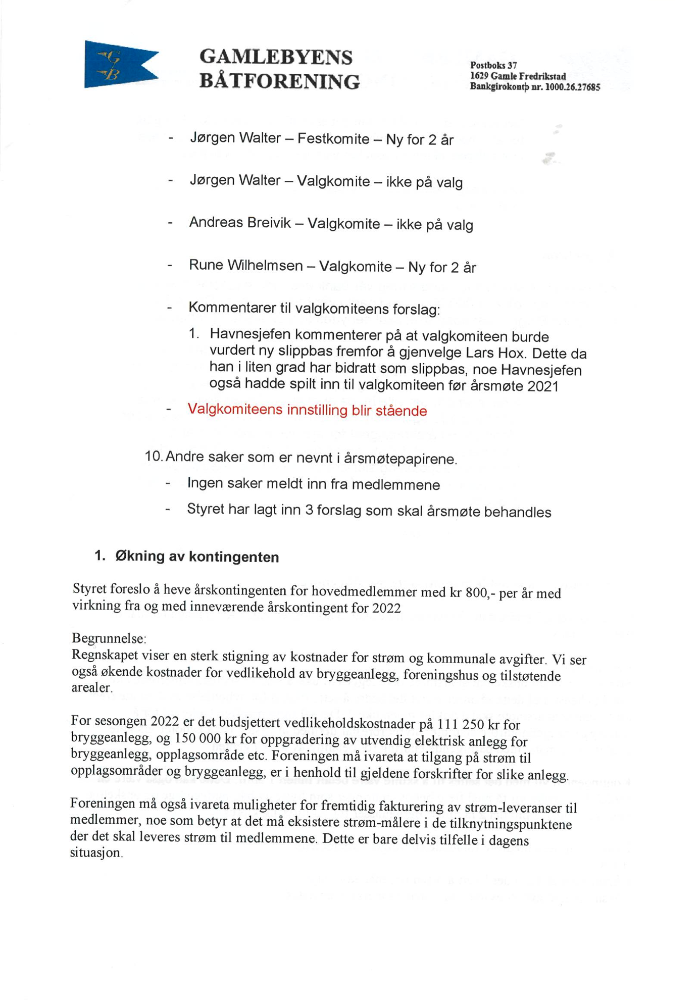 GB
GAMLEBYENS
BÅTFORENING
Postboks 37
1629 Gamle Fredrikstad
Bankgirokonto nr. 1000.26.27685
- Jørgen Walter – Festkomite – Ny for 2 år
- Jørgen Walter – Valgkomite – ikke på valg
- Andreas Breivik – Valgkomite – ikke på valg
- Rune Wilhelmsen – Valgkomite – Ny for 2 år
- Kommentarer til valgkomiteens forslag:
1. Havnesjefen kommenterer på at valgkomiteen burde
vurdert ny slippbas fremfor å gjenvelge Lars Hox. Dette da
han i liten grad har bidratt som slippbas, noe Havnesjefen
også hadde spilt inn til valgkomiteen før årsmøte 2021
- Valgkomiteens innstilling blir stående
10. Andre saker som er nevnt i årsmøtepapirene.
- Ingen saker meldt inn fra medlemmene
- Styret har lagt inn 3 forslag som skal årsmøte behandles
1. Økning av kontingenten
Styret foreslo å heve årskontingenten for hovedmedlemmer med kr 800,- per år med
virkning fra og med inneværende årskontingent for 2022
Begrunnelse:
Regnskapet viser en sterk stigning av kostnader for strøm og kommunale avgifter. Vi ser
også økende kostnader for vedlikehold av bryggeanlegg, foreningshus og tilstøtende
arealer.
For sesongen 2022 er det budsjettert vedlikeholdskostnader på 111 250 kr for
bryggeanlegg, og 150 000 kr for oppgradering av utvendig elektrisk anlegg for
bryggeanlegg, opplagsområde etc. Foreningen må ivareta at tilgang på strøm til
opplagsområder og bryggeanlegg, er i henhold til gjeldene forskrifter for slike anlegg.
Foreningen må også ivareta muligheter for fremtidig fakturering av strøm-leveranser til
medlemmer, noe som betyr at det må eksistere strøm-målere i de tilknytningspunktene
der det skal leveres strøm til medlemmene. Dette er bare delvis tilfelle i dagens
situasjon.